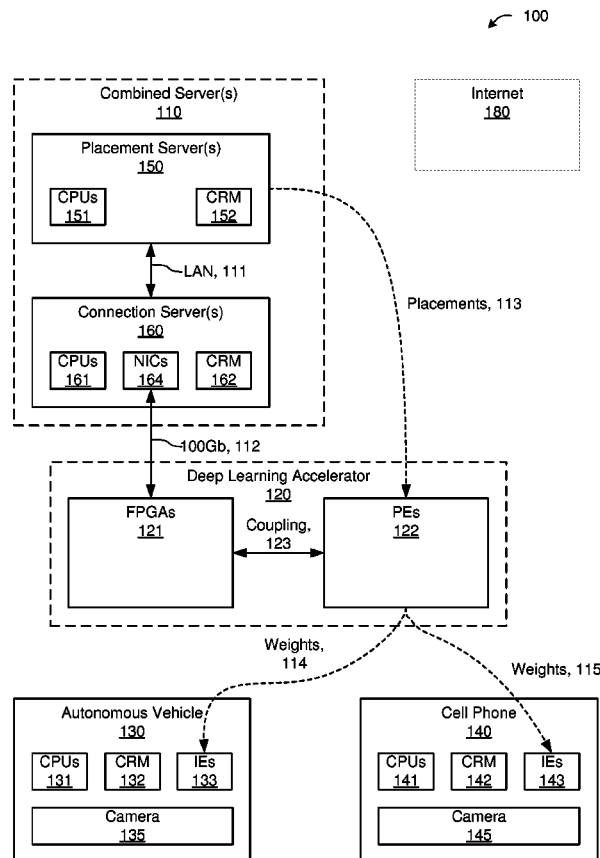 100
Combined Server(s)
110
Internet
180
Placement Server(s)
150
CPUs
151
CRM
152
LAN, 111
Placements, 113
Connection Server(s)
160
CPUs
161
NICs
164
CRM
162
100Gb, 112
Deep Learning Accelerator
120
FPGAs
121
Coupling,
123
PEs
122
Weights,
114
Weights, 115
Autonomous Vehicle
130
CPUs
131
CRM
132
IEs
133
Camera
135
Cell Phone
140
CPUs
141
CRM
142
IEs
143
Camera
145